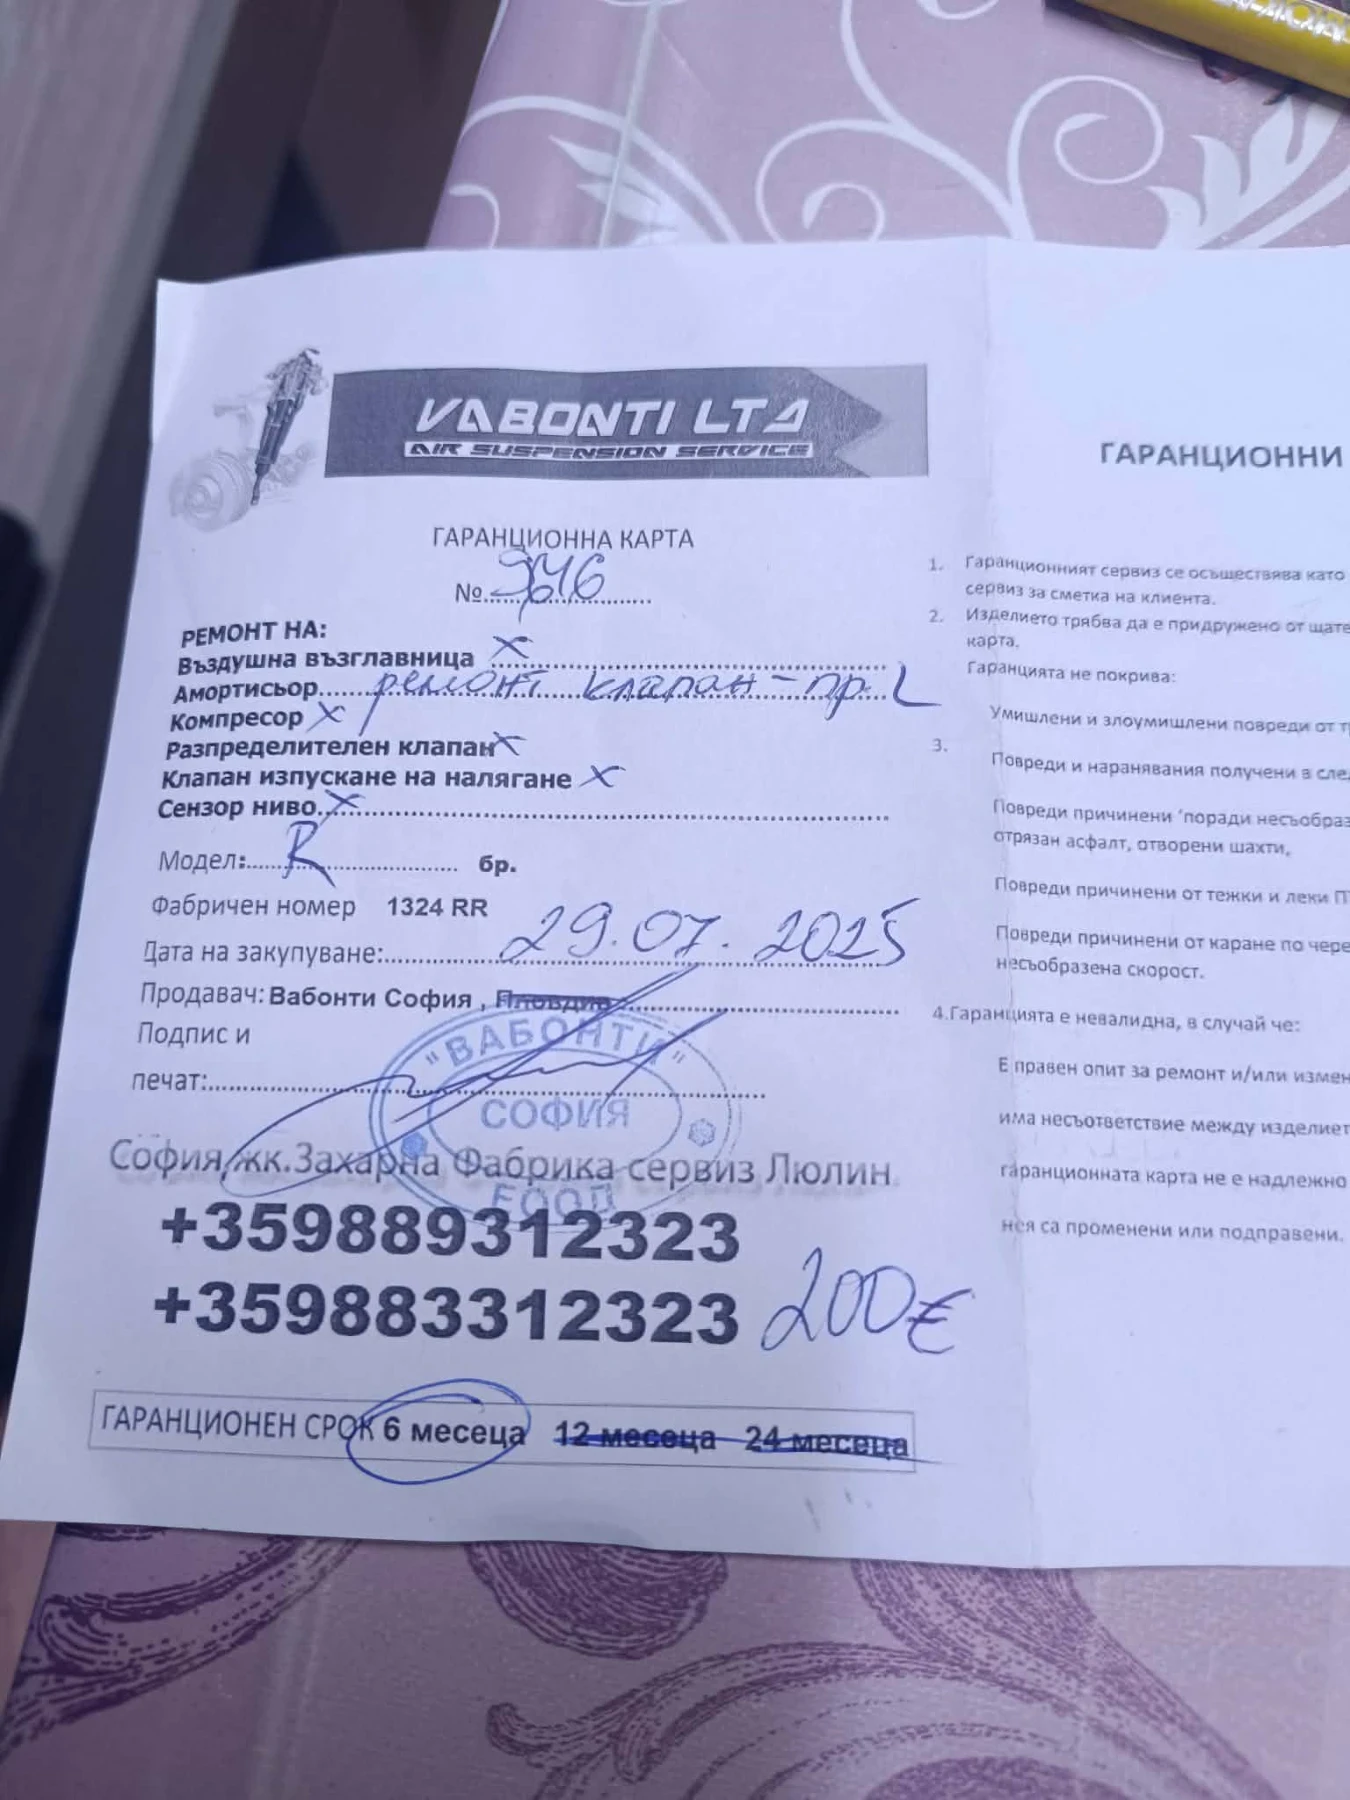 VABONTI LTD
AIR SUSPENSION SERVICE
ГАРАНЦИОННА КАРТА
№
РЕМОНТ НА:
Въздушна възглавница X
Амортисьор ремонт клапан - пр. L
Компресор X
Разпределителен клапан X
Клапан изпускане на налягане X
Сензор ниво X
Модел: R бр.
Фабричен номер 1324 RR
Дата на закупуване: 29.07.2025
Продавач: Вабонти София, Пловдив
Подпис и
печат:
"ВАБОНТИ"
СОФИЯ
ЕООД
София,жк.Захарна Фабрика сервиз Люлин.
+359889312323
+359883312323 200€
ГАРАНЦИОНЕН СРОК 6 месеца 12 месеца 24 месеца
ГАРАНЦИОННИ
1. Гаранционният сервиз се осъществява като
сервиз за сметка на клиента.
2. Изделието трябва да е придружено от
карта.
Гаранцията не покрива:
Умишлени и злоумишлени повреди от
3.
Повреди и наранявания получени в
Повреди причинени 'поради
отрязан асфалт, отворени шахти,
Повреди причинени от тежки и леки
Повреди причинени от каране по
несъобразена скорост.
4.Гаранцията е невалидна, в случай че:
Е правен опит за ремонт и/или
има несъответствие между
гаранционната карта не е надлежно
нея са променени или подправени.